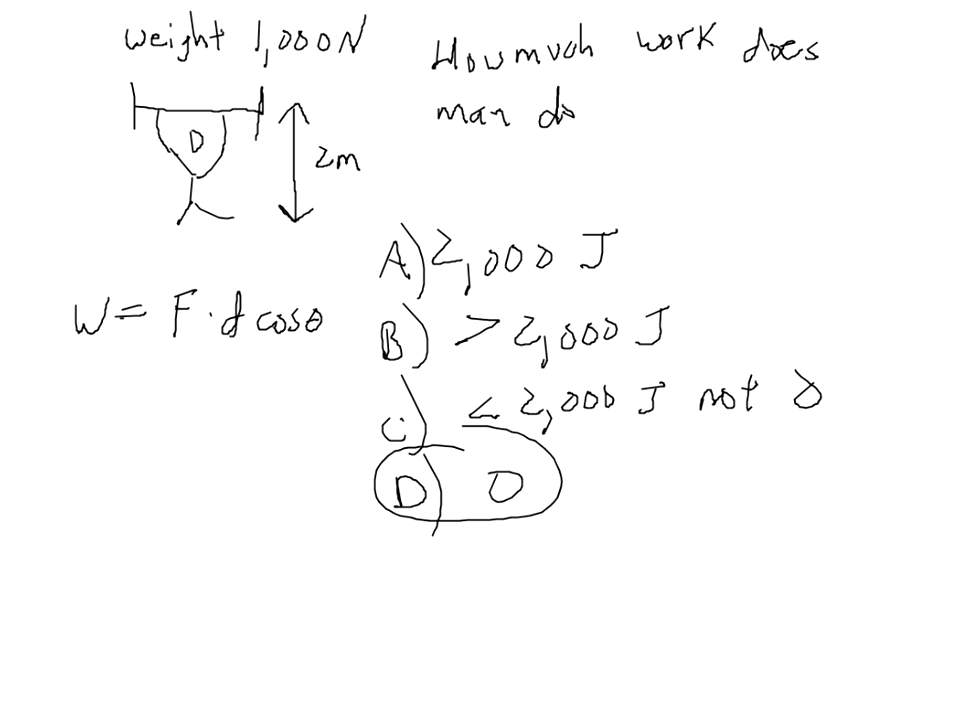 weight 1,000N
How much work does
man do
D
2m
A) 2,000 J
W = F · d cosθ
B) > 2,000 J
C) < 2,000 J not 0
D) 0